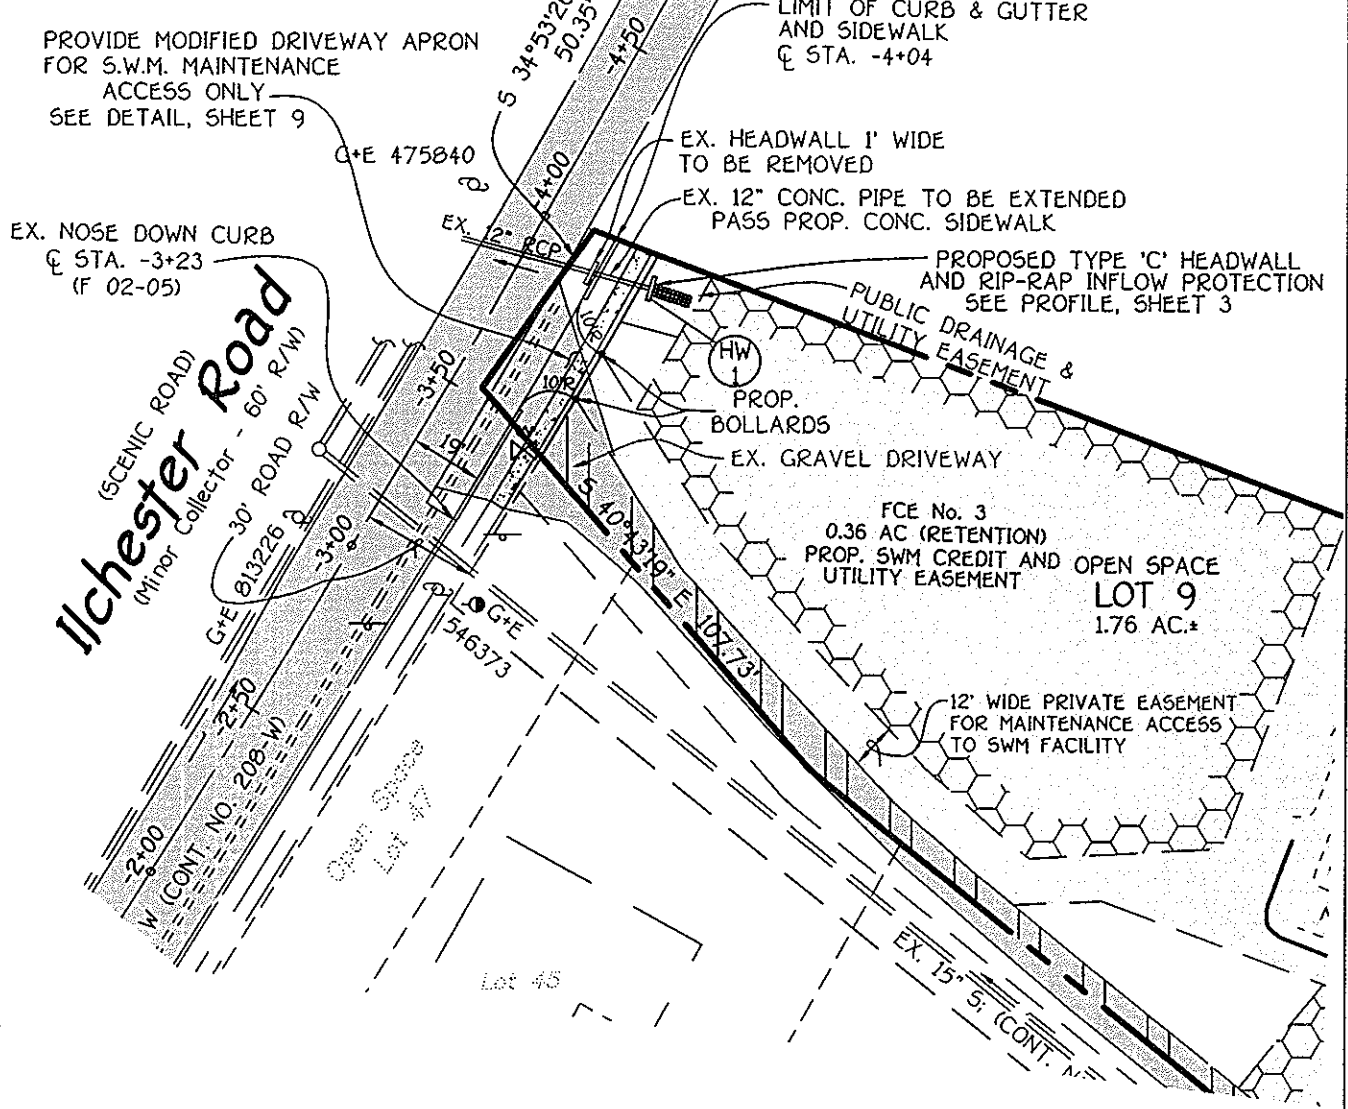 PROVIDE MODIFIED DRIVEWAY APRON
FOR S.W.M. MAINTENANCE
ACCESS ONLY
SEE DETAIL, SHEET 9
LIMIT OF CURB & GUTTER
AND SIDEWALK
℄ STA. -4+04
50.35'
-4+50
G+E 475840
-4+00
EX. HEADWALL 1' WIDE
TO BE REMOVED
EX. 12" CONC. PIPE TO BE EXTENDED
PASS PROP. CONC. SIDEWALK
EX. 12" RCP
EX. NOSE DOWN CURB
℄ STA. -3+23
(F 02-05)
PROPOSED TYPE 'C' HEADWALL
AND RIP-RAP INFLOW PROTECTION
SEE PROFILE, SHEET 3
PUBLIC DRAINAGE &
UTILITY EASEMENT
HW
1
10'R
10'R
PROP.
BOLLARDS
EX. GRAVEL DRIVEWAY
-3+50
19'
Ilchester Road
(SCENIC ROAD)
(Minor Collector - 60' R/W)
30' ROAD R/W
G+E 813226
-3+00
S 40°43'19" E 107.73'
FCE No. 3
0.36 AC (RETENTION)
PROP. SWM CREDIT AND
UTILITY EASEMENT
OPEN SPACE
LOT 9
1.76 AC.±
G+E
546373
12' WIDE PRIVATE EASEMENT
FOR MAINTENANCE ACCESS
TO SWM FACILITY
-2+50
-2+00
W (CONT. NO. 208-W)
Open Space
Lot 47
Lot 45
EX. 15" S; (CONT.